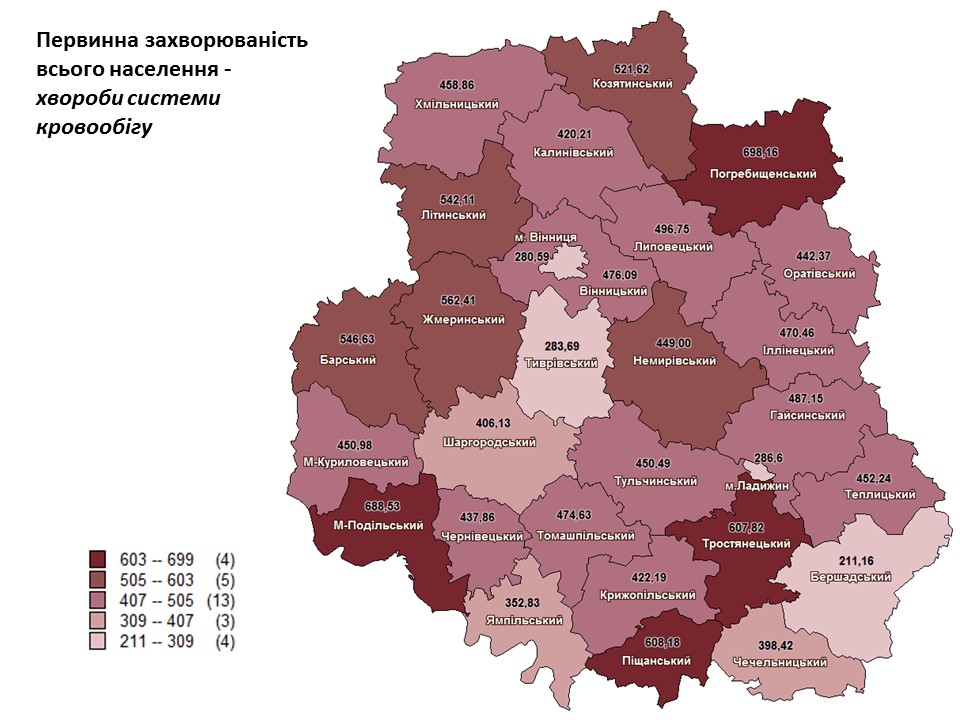 Первинна захворюваність
всього населення -
хвороби системи
кровообігу
458,86
Хмільницький
521,62
Козятинський
420,21
Калинівський
698,16
Погребищенський
542,11
Літинський
м. Вінниця
280,59
476,09
Вінницький
496,75
Липовецький
442,37
Оратівський
562,41
Жмеринський
546,63
Барський
283,69
Тиврівський
449,00
Немирівський
470,46
Іллінецький
487,15
Гайсинський
406,13
Шаргородський
450,98
М-Куриловецький
450,49
Тульчинський
286,6
м.Ладижин
452,24
Теплицький
688,53
М-Подільський
437,86
Чернівецький
474,63
Томашпільський
607,82
Тростянецький
211,16
Бершадський
422,19
Крижопільський
352,83
Ямпільський
608,18
Піщанський
398,42
Чечельницький
603 -- 699 (4)
505 -- 603 (5)
407 -- 505 (13)
309 -- 407 (3)
211 -- 309 (4)